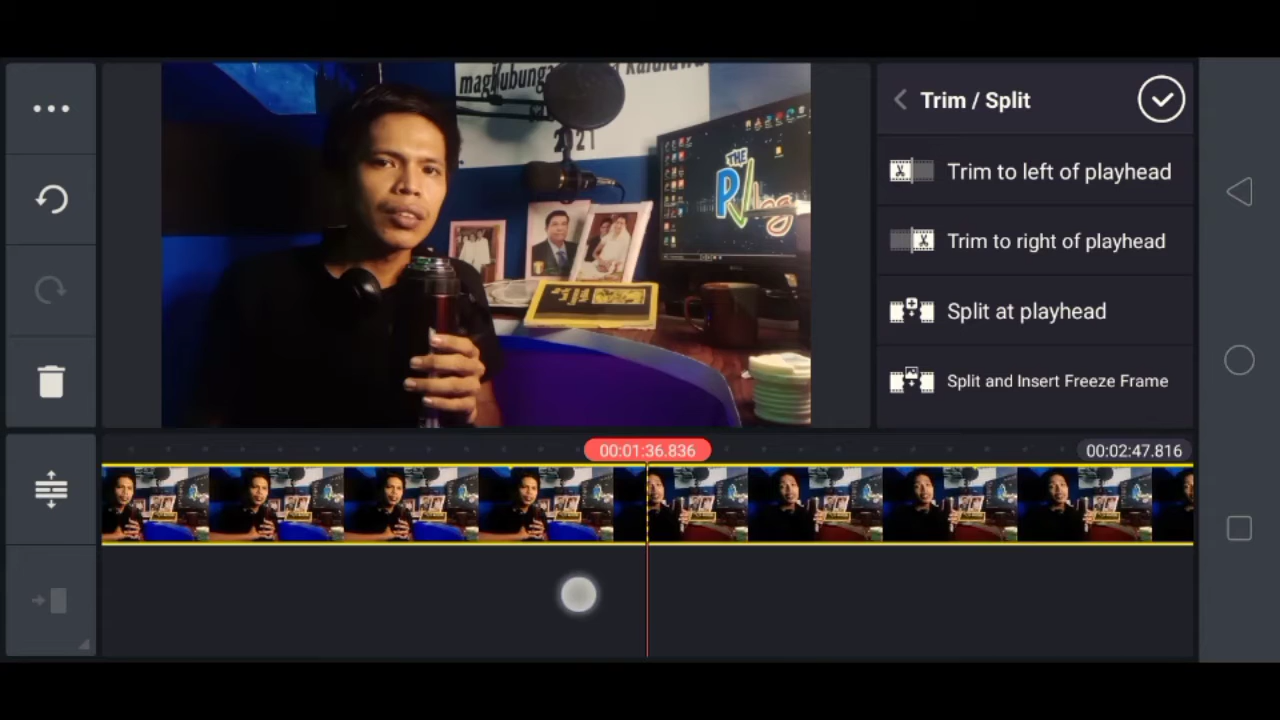 Trim / Split
Trim to left of playhead
Trim to right of playhead
Split at playhead
Split and Insert Freeze Frame
2021
THE
00:01:36.836
00:02:47.816